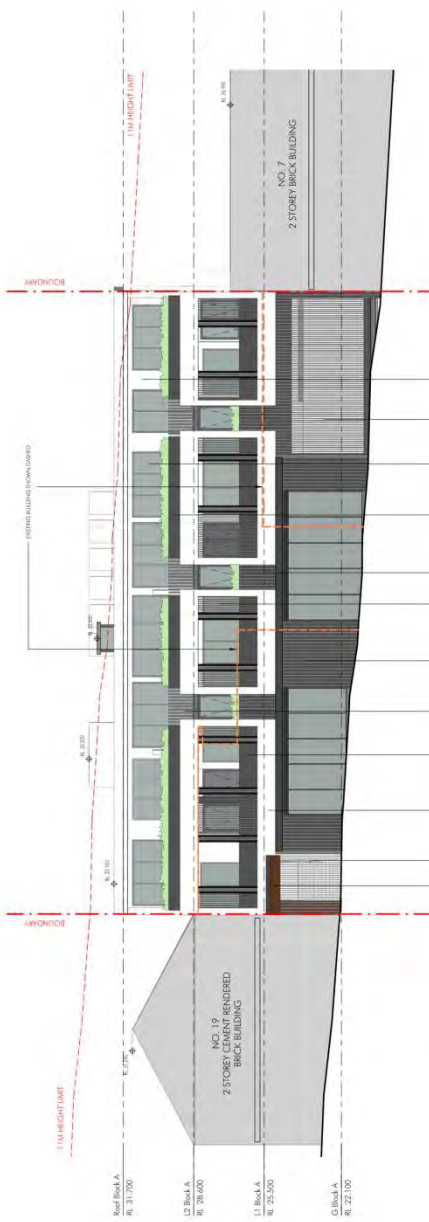 11M HEIGHT LIMIT
BOUNDARY
EXISTING BUILDING SHOWN DASHED
NO. 7
2 STOREY BRICK BUILDING
BOUNDARY
11M HEIGHT LIMIT
NO. 19
2 STOREY CEMENT RENDERED
BRICK BUILDING
Roof Block A
RL 31.700
L2 Block A
RL 28.600
L1 Block A
RL 25.500
G Block A
RL 22.100